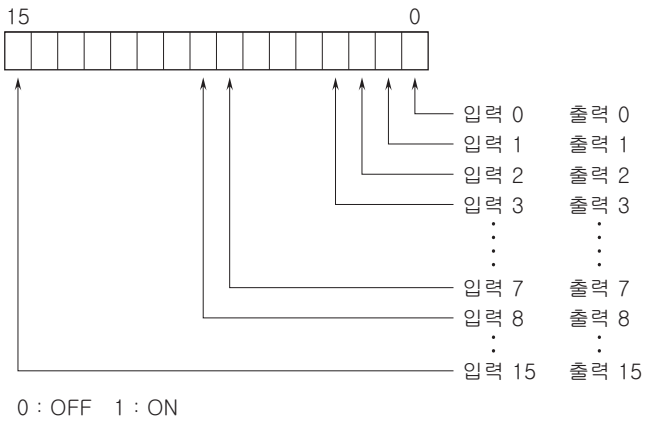 15 0
입력 0 출력 0
입력 1 출력 1
입력 2 출력 2
입력 3 출력 3
입력 7 출력 7
입력 8 출력 8
입력 15 출력 15
0 : OFF 1 : ON